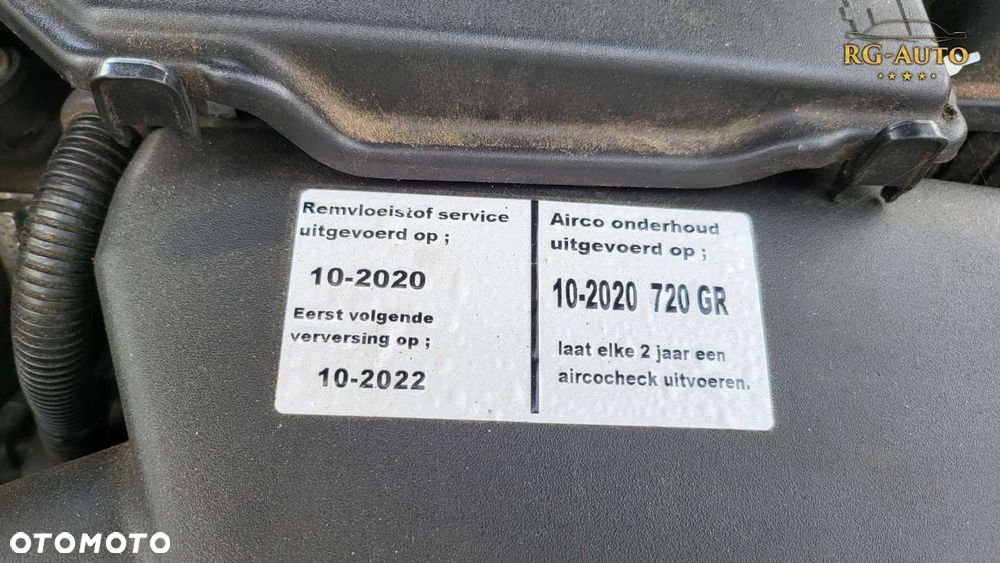 RG-AUTO
Remvloeistof service
uitgevoerd op ;
10-2020
Eerst volgende
verversing op ;
10-2022
Airco onderhoud
uitgevoerd op ;
10-2020 720 GR
laat elke 2 jaar een
aircocheck uitvoeren.
OTOMOTO